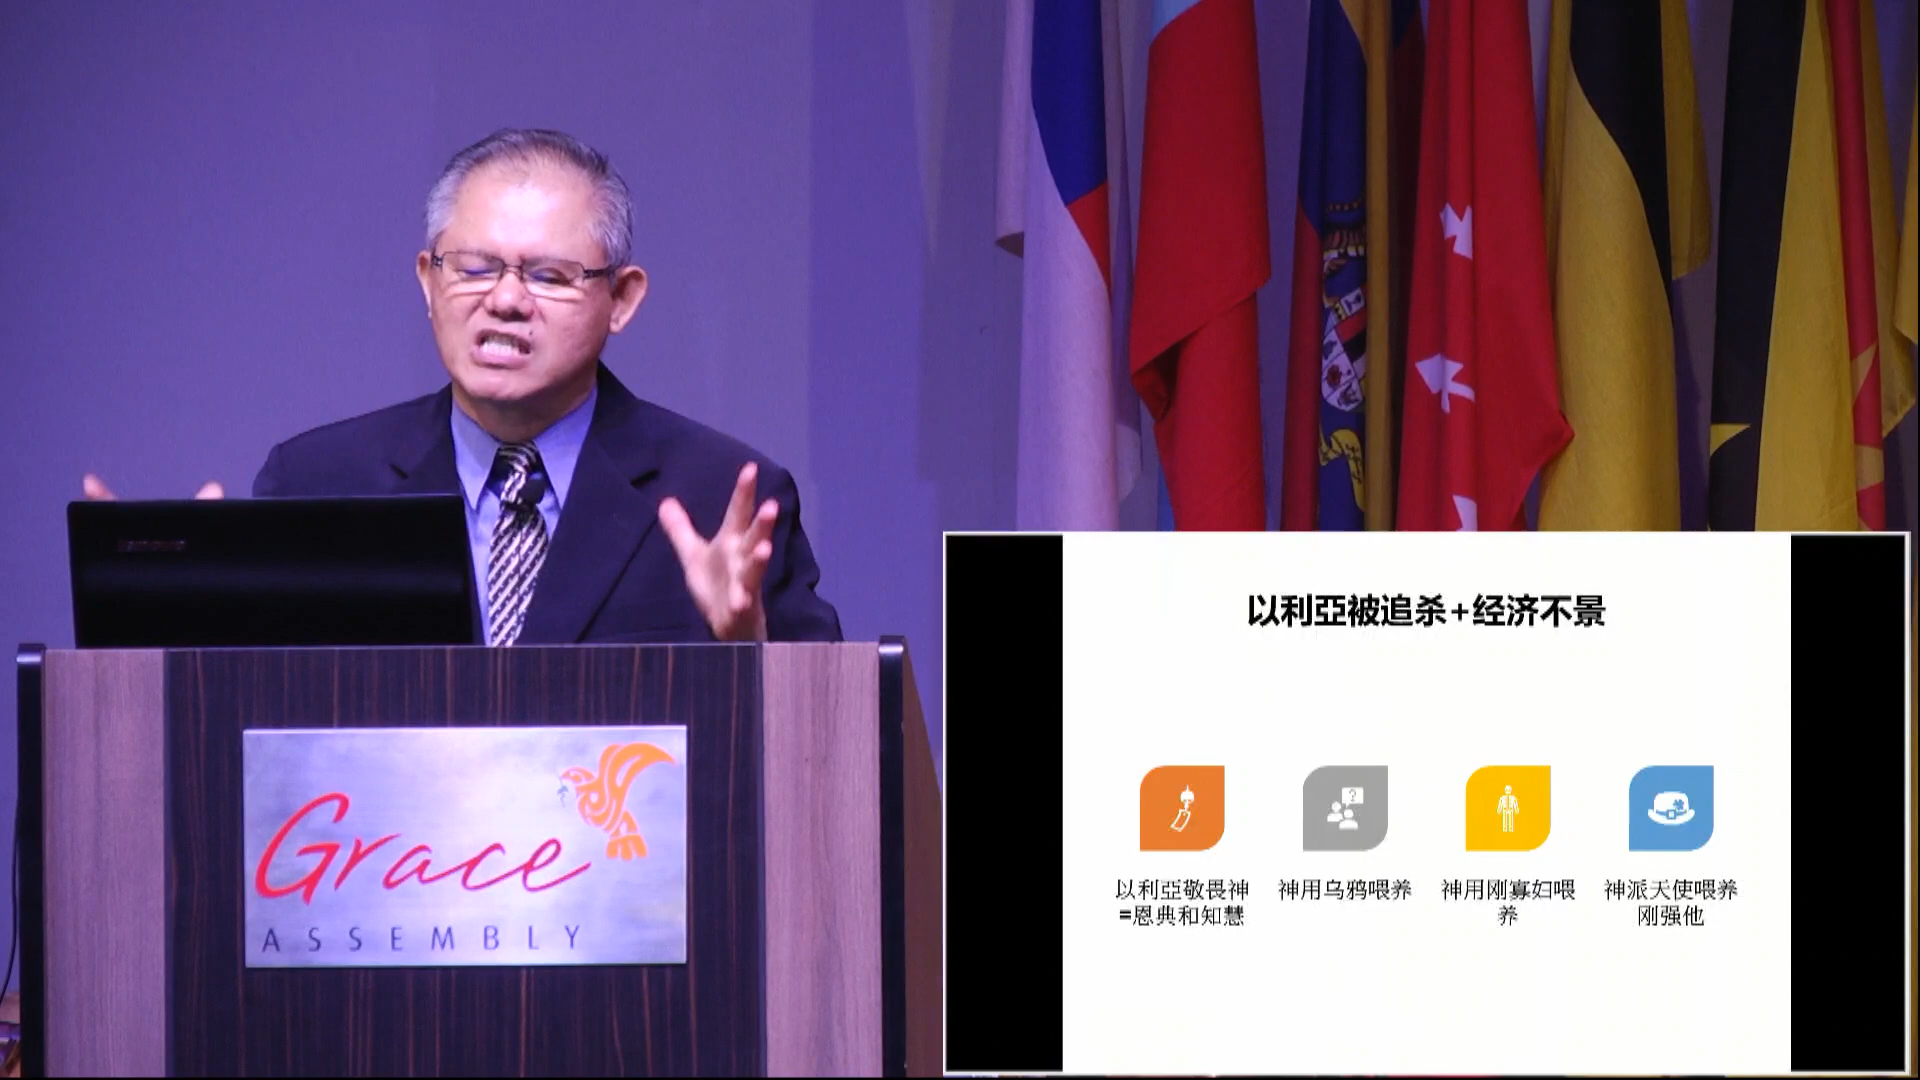 lenovo
Grace
ASSEMBLY
以利亞被追杀+经济不景
以利亞敬畏神
=恩典和知慧
神用乌鸦喂养
神用刚寡妇喂
养
神派天使喂养
刚强他
?